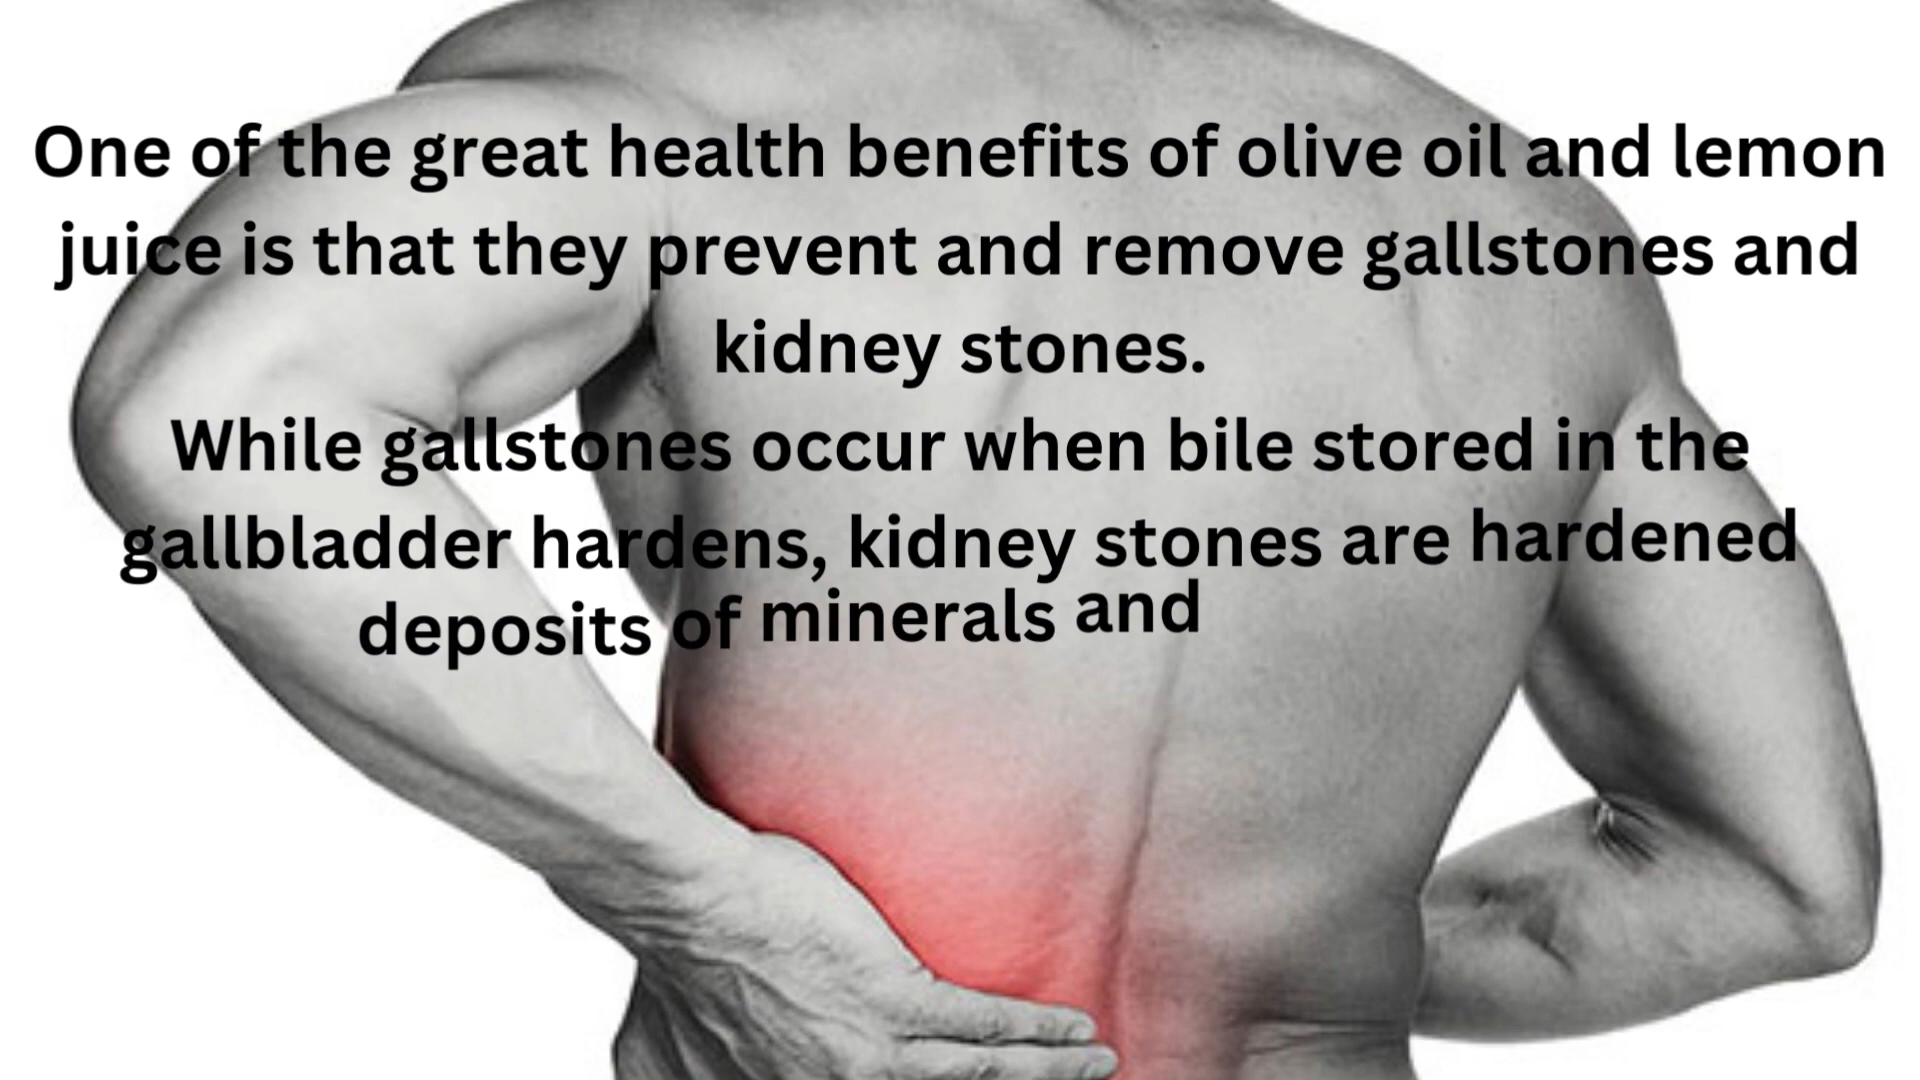 One of the great health benefits of olive oil and lemon
juice is that they prevent and remove gallstones and
kidney stones.
While gallstones occur when bile stored in the
gallbladder hardens, kidney stones are hardened
deposits of minerals and